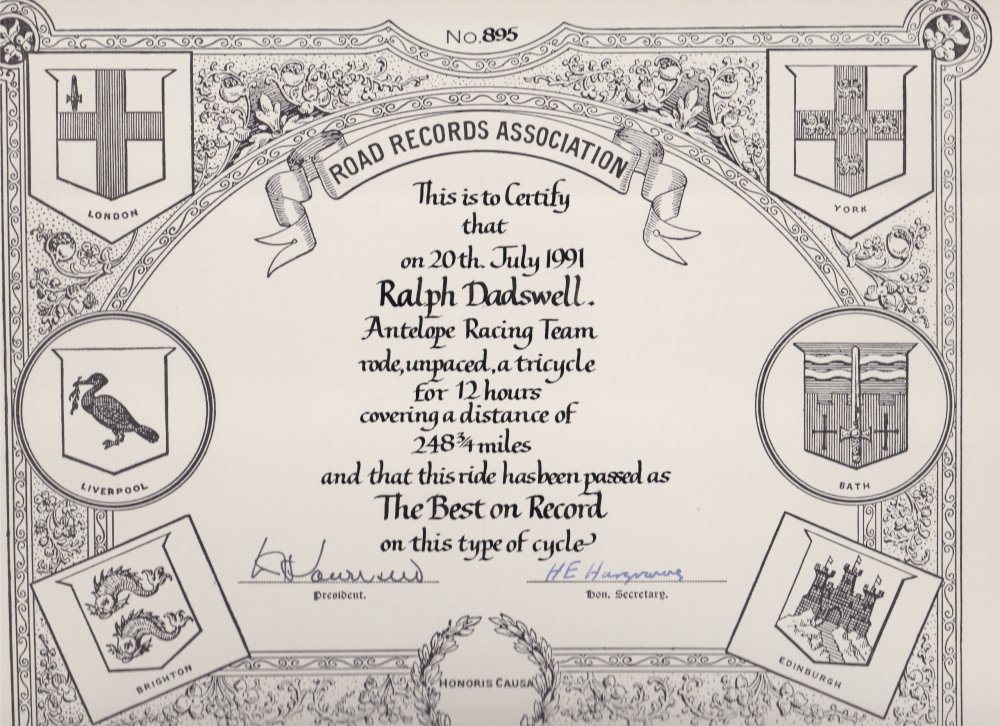 No. 895
ROAD RECORDS ASSOCIATION
LONDON
YORK
This is to Certify
that
on 20th. July 1991
Ralph Dadswell.
Antelope Racing Team
rode, unpaced, a tricycle
for 12 hours
covering a distance of
248¾ miles
and that this ride has been passed as
The Best on Record
on this type of cycle
LIVERPOOL
BATH
HE Hargraves
President.
Hon. Secretary.
BRIGHTON
EDINBURGH
HONORIS CAUSA